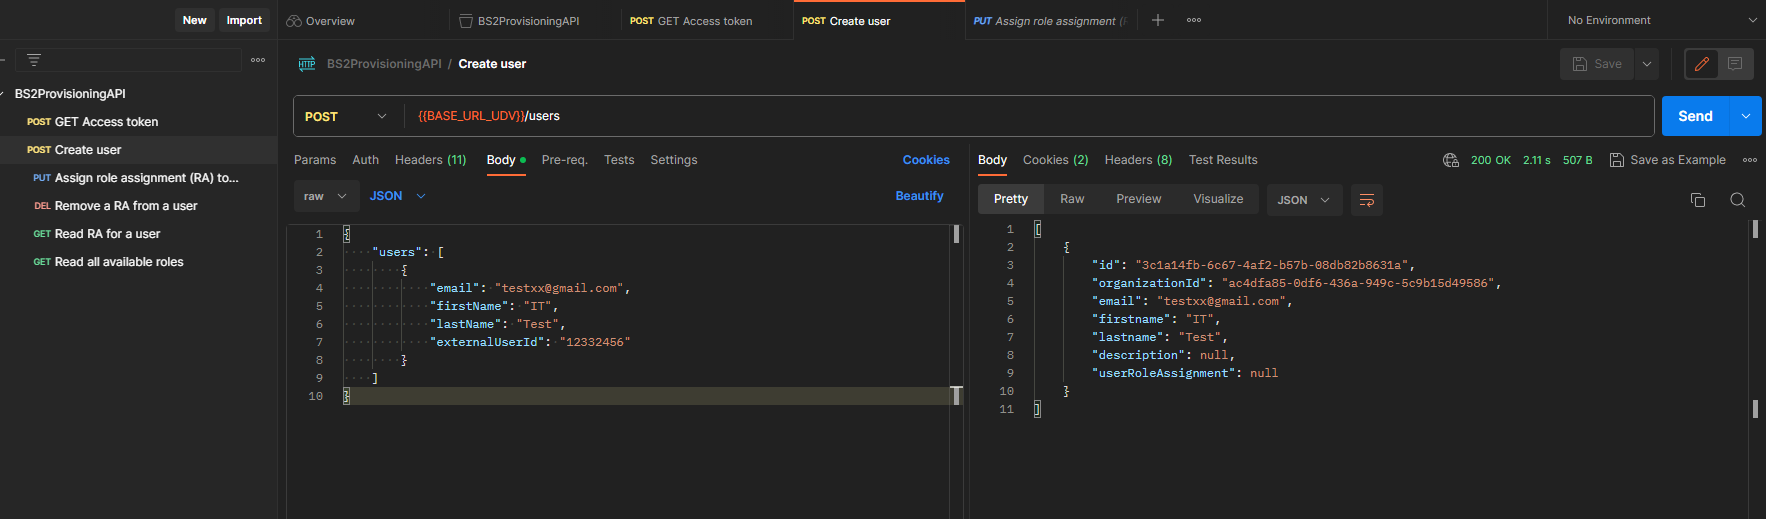 New Import
Overview
BS2ProvisioningAPI
POST GET Access token
POST Create user
PUT Assign role assignment (
No Environment
BS2ProvisioningAPI / Create user
Save
BS2ProvisioningAPI
POST GET Access token
POST Create user
PUT Assign role assignment (RA) to...
DEL Remove a RA from a user
GET Read RA for a user
GET Read all available roles
POST {{BASE_URL_UDV}}/users
Send
Params Auth Headers (11) Body Pre-req. Tests Settings
Cookies
raw JSON
Beautify
1 {
2 "users": [
3 {
4 "email": "testxx@gmail.com",
5 "firstName": "IT",
6 "lastName": "Test",
7 "externalUserId": "12332456"
8 }
9 ]
10 }
Body Cookies (2) Headers (8) Test Results
200 OK 2.11 s 507 B Save as Example
Pretty Raw Preview Visualize JSON
1 [
2 {
3 "id": "3c1a14fb-6c67-4af2-b57b-08db82b8631a",
4 "organizationId": "ac4dfa85-0df6-436a-949c-5c9b15d49586",
5 "email": "testxx@gmail.com",
6 "firstname": "IT",
7 "lastname": "Test",
8 "description": null,
9 "userRoleAssignment": null
10 }
11 ]